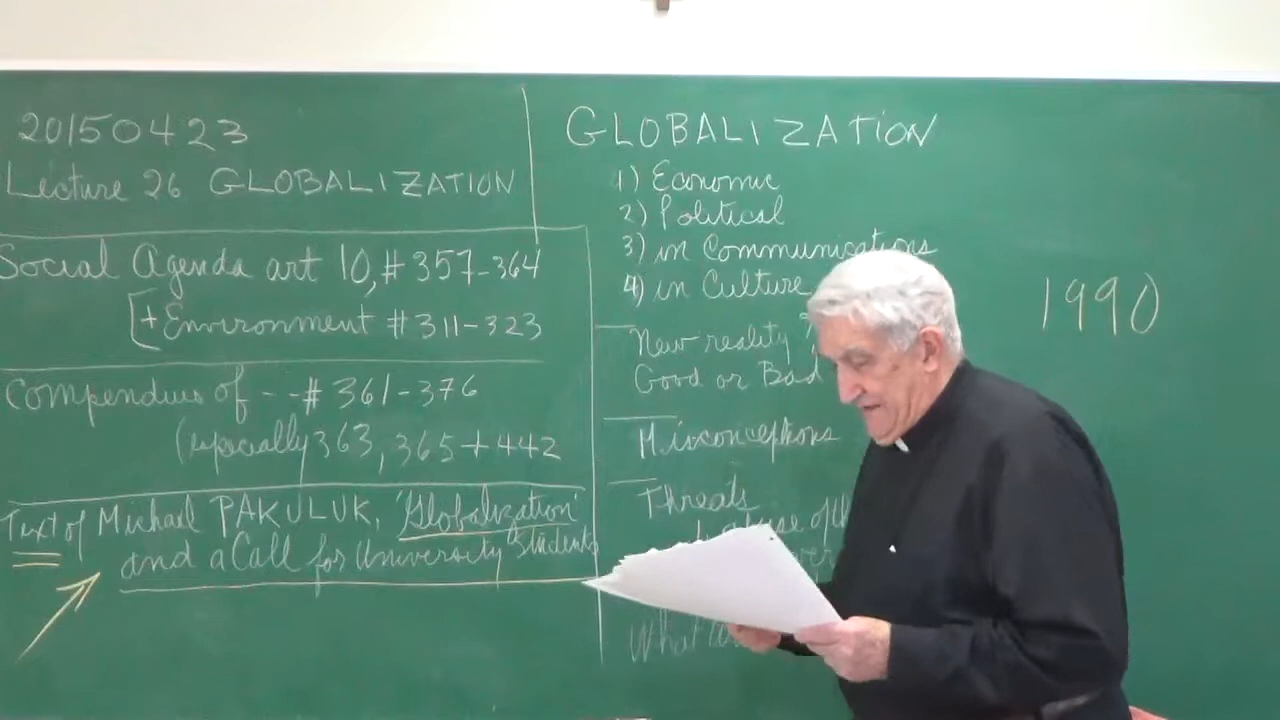 20150423
Lecture 26 GLOBALIZATION
Social Agenda art 10, # 357-364
[+Environment # 311-323
Compendium of - - # 361-376
(especially 363, 365 + 442
Text of Michael PAKULUK, 'Globalization'
and a Call for University Students
GLOBALIZATION
1) Economic
2) Political
3) in Communications
4) in Culture
New reality ?
Good or Bad
Misconceptions
Threats
What
1990